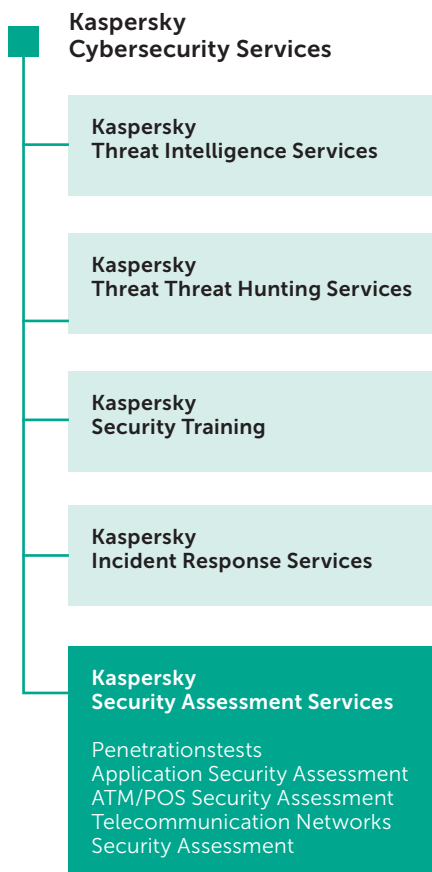 Kaspersky
Cybersecurity Services
Kaspersky
Threat Intelligence Services
Kaspersky
Threat Threat Hunting Services
Kaspersky
Security Training
Kaspersky
Incident Response Services
Kaspersky
Security Assessment Services
Penetrationstests
Application Security Assessment
ATM/POS Security Assessment
Telecommunication Networks
Security Assessment